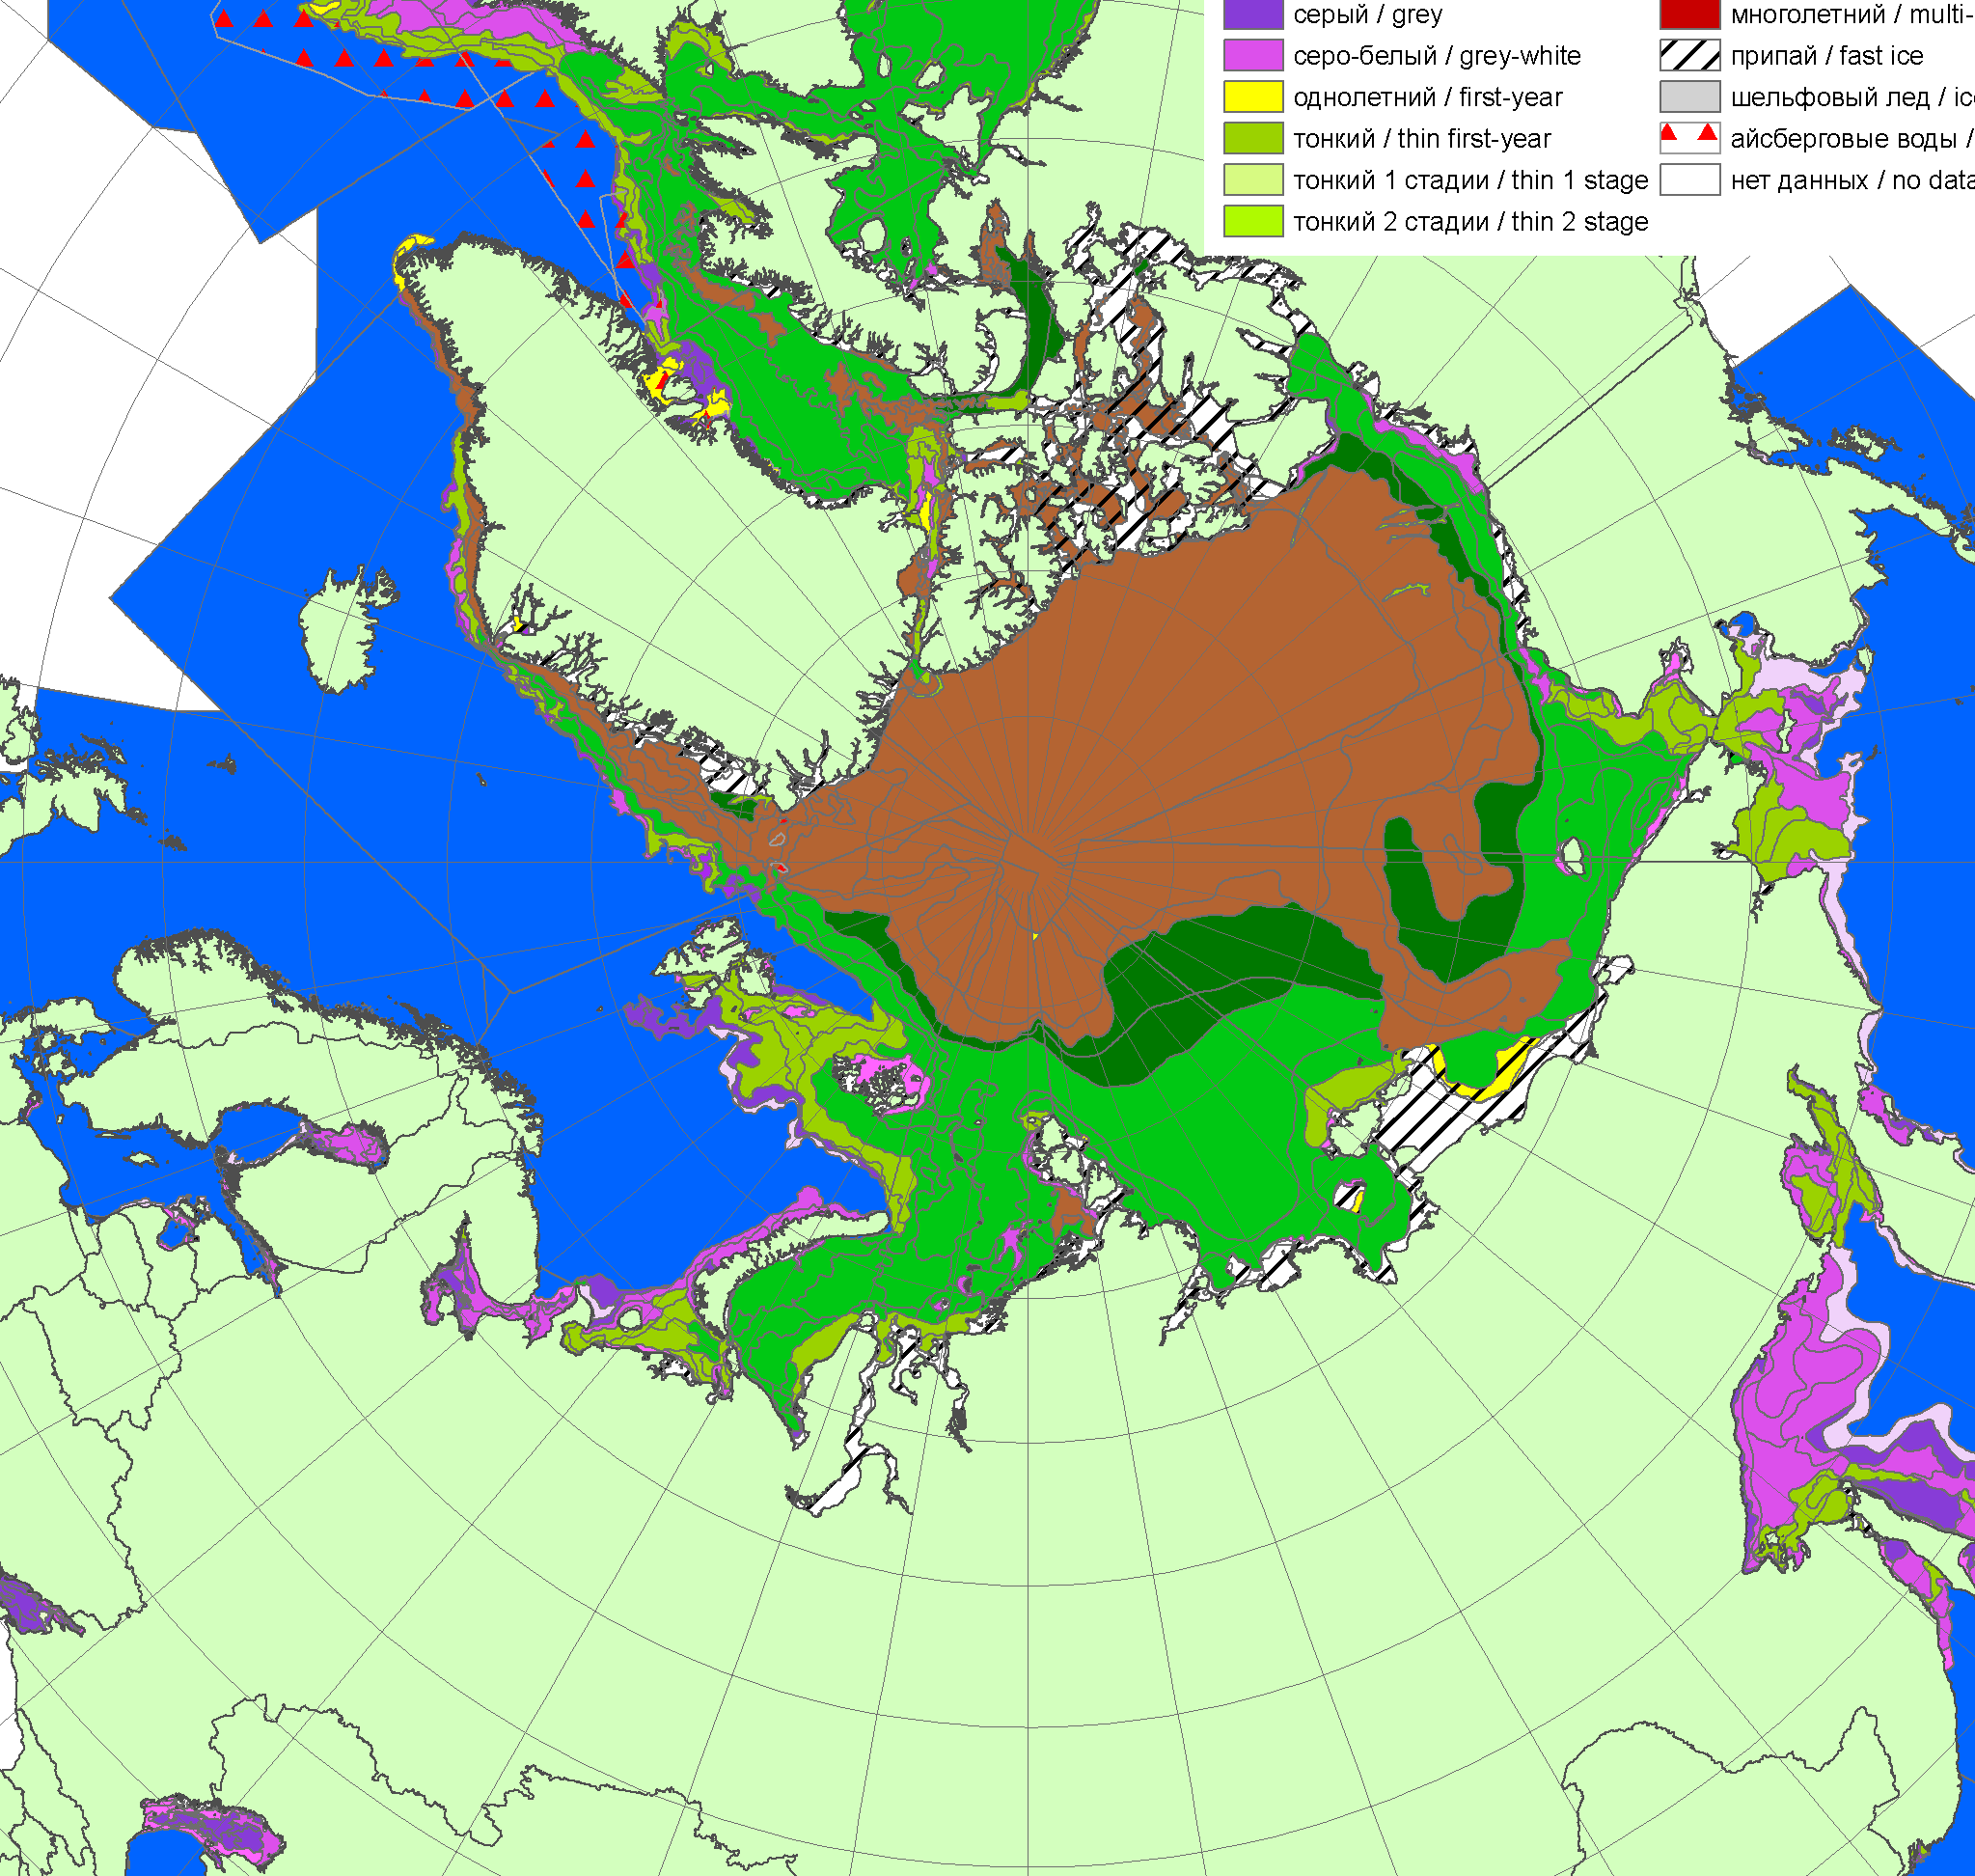 серый / grey
серо-белый / grey-white
однолетний / first-year
тонкий / thin first-year
тонкий 1 стадии / thin 1 stage
тонкий 2 стадии / thin 2 stage
многолетний / multi-
припай / fast ice
шельфовый лед /
айсберговые воды /
нет данных / no data